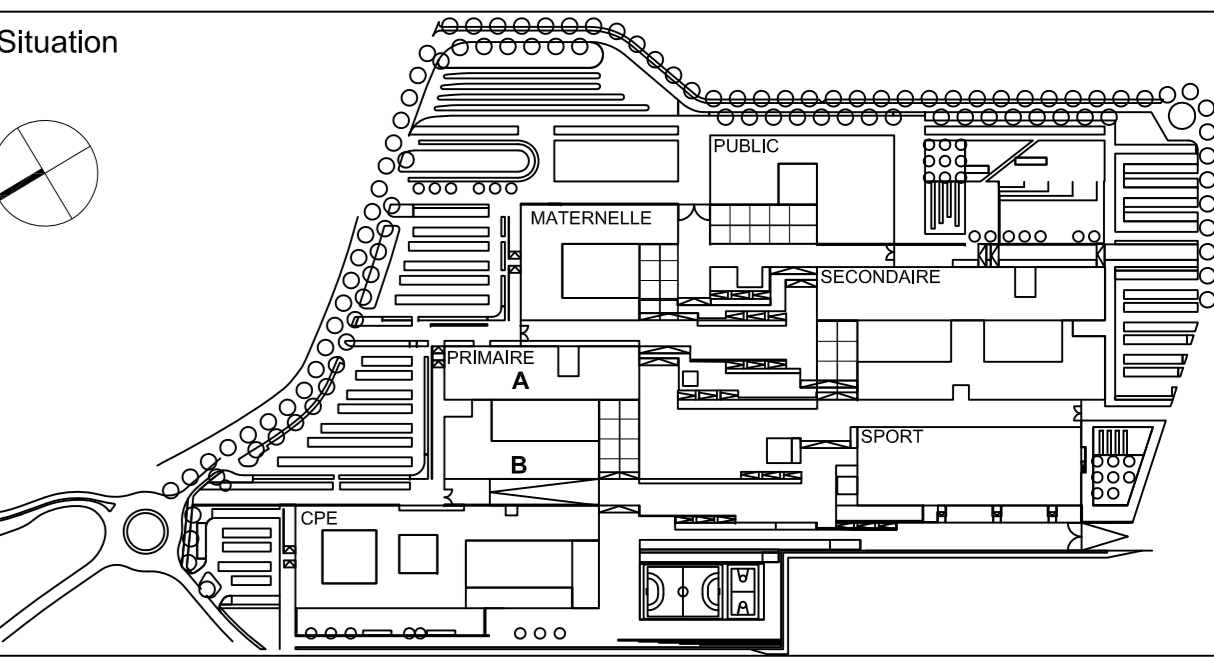 Situation
PUBLIC
MATERNELLE
SECONDAIRE
PRIMAIRE
A
SPORT
B
CPE